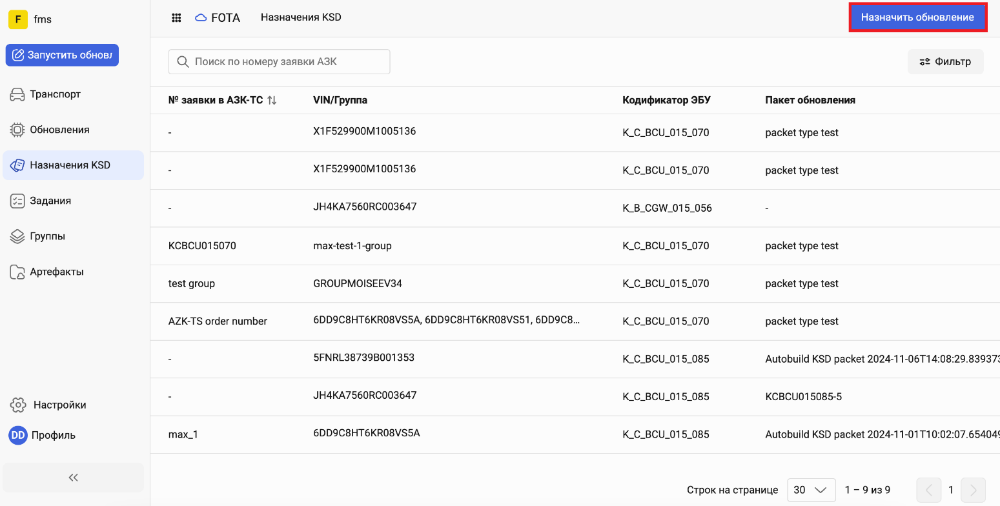 F fms
FOTA Назначения KSD Назначить обновление
Запустить обновл
Поиск по номеру заявки АЗК Фильтр
Транспорт
Обновления
Назначения KSD
Задания
Группы
Артефакты
Настройки
DD Профиль
№ заявки в АЗК-ТС VIN/Группа Кодификатор ЭБУ Пакет обновления
- X1F529900M1005136 K_C_BCU_015_070 packet type test
- X1F529900M1005136 K_C_BCU_015_070 packet type test
- JH4KA7560RC003647 K_B_CGW_015_056 -
KCBCU015070 max-test-1-group K_C_BCU_015_070 packet type test
test group GROUPMOISEEV34 K_C_BCU_015_070 packet type test
AZK-TS order number 6DD9C8HT6KR08VS5A, 6DD9C8HT6KR08VS51, 6DD9C8... K_C_BCU_015_070 packet type test
- 5FNRL38739B001353 K_C_BCU_015_085 Autobuild KSD packet 2024-11-06T14:08:29.839373
- JH4KA7560RC003647 K_C_BCU_015_085 KCBCU015085-5
max_1 6DD9C8HT6KR08VS5A K_C_BCU_015_085 Autobuild KSD packet 2024-11-01T10:02:07.654049
Строк на странице 30 1 – 9 из 9 1